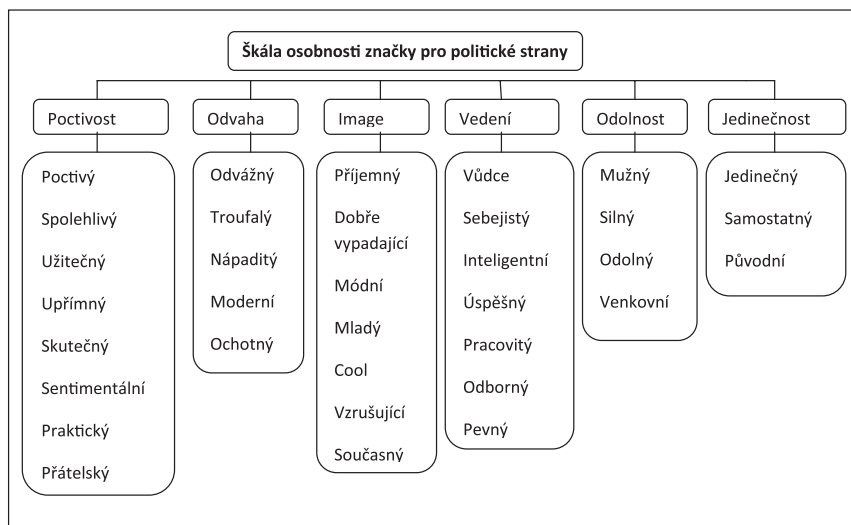 Škála osobnosti značky pro politické strany
Poctivost
Odvaha
Image
Vedení
Odolnost
Jedinečnost
Poctivý
Spolehlivý
Užitečný
Upřímný
Skutečný
Sentimentální
Praktický
Přátelský
Odvážný
Troufalý
Nápaditý
Moderní
Ochotný
Příjemný
Dobře
vypadající
Módní
Mladý
Cool
Vzrušující
Současný
Vůdce
Sebejistý
Inteligentní
Úspěšný
Pracovitý
Odborný
Pevný
Mužný
Silný
Odolný
Venkovní
Jedinečný
Samostatný
Původní